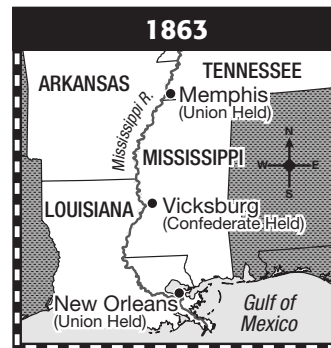 1863
ARKANSAS
TENNESSEE
Memphis
(Union Held)
Mississippi R.
MISSISSIPPI
N
W E
S
LOUISIANA
Vicksburg
(Confederate Held)
New Orleans
(Union Held)
Gulf of
Mexico